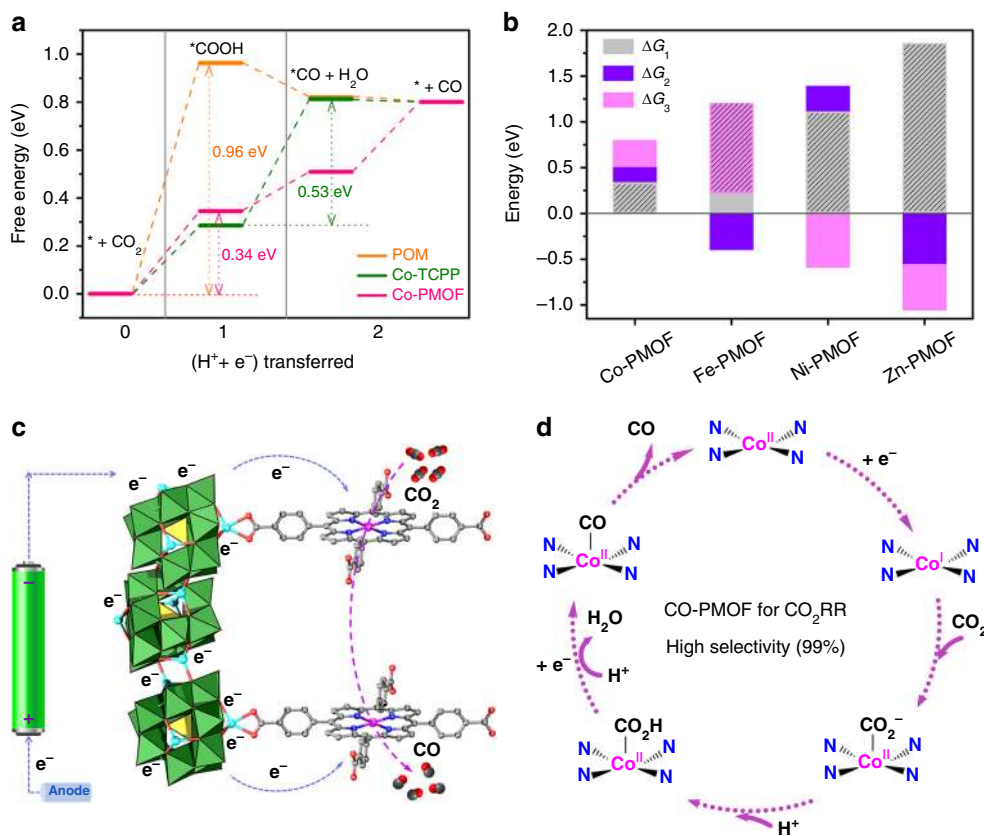 a
Free energy (eV)
1.0
0.8
0.6
0.4
0.2
0.0
*COOH
*CO + H₂O
* + CO
* + CO₂
0.96 eV
0.53 eV
0.34 eV
POM
Co-TCPP
Co-PMOF
0
1
2
(H⁺+ e⁻) transferred
b
Energy (eV)
2.0
1.5
1.0
0.5
0.0
−0.5
−1.0
ΔG₁
ΔG₂
ΔG₃
Co-PMOF
Fe-PMOF
Ni-PMOF
Zn-PMOF
c
−
+
e⁻
Anode
e⁻
e⁻
e⁻
e⁻
e⁻
e⁻
e⁻
e⁻
e⁻
e⁻
e⁻
e⁻
e⁻
e⁻
CO₂
CO
d
N
N
Coᴵᴵ
N
N
+ e⁻
N
N
Coᴵ
N
N
CO₂
CO₂⁻
N
N
Coᴵᴵ
N
N
H⁺
CO₂H
N
N
Coᴵᴵ
N
N
+ e⁻
H⁺
H₂O
CO
N
N
Coᴵᴵ
N
N
CO
CO-PMOF for CO₂RR
High selectivity (99%)